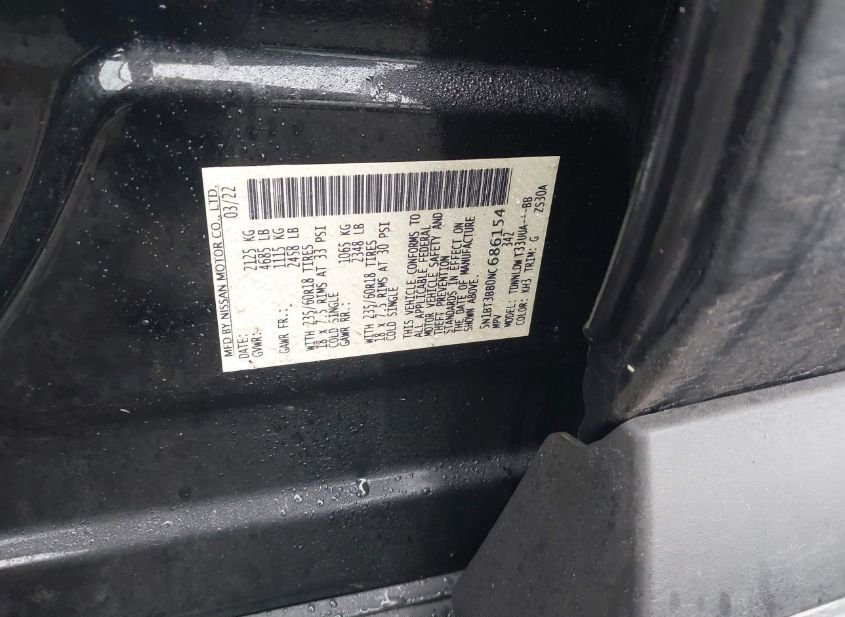 MFD BY NISSAN MOTOR CO., LTD.
DATE: 03/22
GVWR: 2125 KG
4685 LB
GAWR FR.: 1115 KG
2458 LB
WITH 235/60R18 TIRES
18 x 7.5 RIMS AT 33 PSI
COLD SINGLE
GAWR RR.: 1065 KG
2348 LB
WITH 235/60R18 TIRES
18 x 7.5 RIMS AT 30 PSI
COLD SINGLE
THIS VEHICLE CONFORMS TO
ALL APPLICABLE FEDERAL
MOTOR VEHICLE SAFETY AND
THEFT PREVENTION
STANDARDS IN EFFECT ON
THE DATE OF MANUFACTURE
SHOWN ABOVE.
5N1BT3BB0NC686154
MPV 342
MODEL:
COLOR: KH3 TRIM: G ZS30A